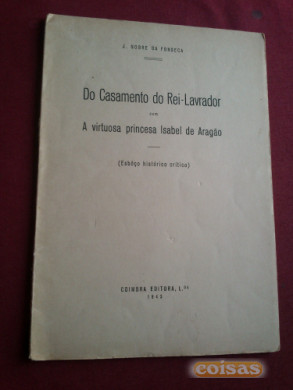 J. NOBRE DA FONSECA
Do Casamento do Rei-Lavrador
com
A virtuosa princesa Isabel de Aragão
(Esbôço histórico crítico)
COIMBRA EDITORA, L.DA
coisas